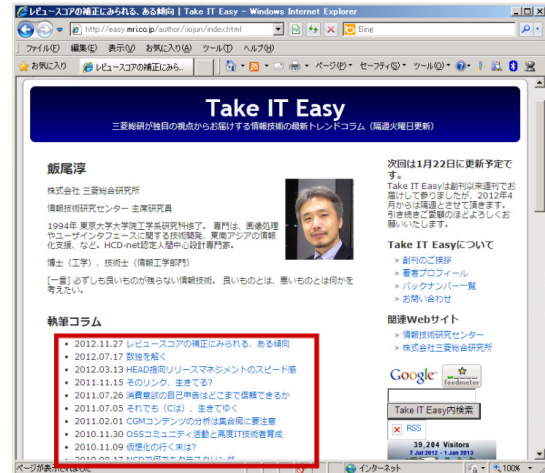 レビュースコアの補正にみられる、ある傾向 | Take IT Easy - Windows Internet Explorer
http://easy.mri.co.jp/author/iojun/index.html
Bing
ファイル(F) 編集(E) 表示(V) お気に入り(A) ツール(T) ヘルプ(H)
お気に入り
レビュースコアの補正にみら..
ページ(P) セーフティ(S) ツール(O)
Take IT Easy
三菱総研が独自の視点からお届けする情報技術の最新トレンドコラム（隔週火曜日更新）
飯尾淳
株式会社 三菱総合研究所
情報技術研究センター 主席研究員
1994年 東京大学大学院工学系研究科修了。 専門は、画像処理
やユーザインタフェースに関する技術開発、東南アジアの情報
化支援、など。HCD-net認定人間中心設計専門家。
博士（工学）、技術士（情報工学部門）
[一言] 必ずしも良いものが残らない情報技術。 良いものとは、悪いものとは何かを
考えたい。
執筆コラム
2012.11.27 レビュースコアの補正にみられる、ある傾向
2012.07.17 数独を解く
2012.03.13 HEAD指向リリースマネジメントのスピード感
2011.11.15 そのリンク、生きてる?
2011.07.26 消費意欲の自己申告はどこまで信頼できるか
2011.07.05 それでも（Cは）、生きてゆく
2011.02.01 CGMコンテンツの分析は集合知に要注意
2010.11.30 OSSコミュニティ活動と高度IT技術者育成
2010.11.09 仮想化の行く末は?
次回は1月22日に更新予定で
す。
Take IT Easyは創刊以来週刊でお
届けして参りましたが、2012年4
月からは隔週とさせて頂きます。
引き続きご愛顧のほどよろしくお
願いいたします。
Take IT Easyについて
» 創刊のご挨拶
» 著者プロフィール
» バックナンバー一覧
» お問い合わせ
関連Webサイト
» 情報技術研究センター
» 株式会社三菱総合研究所
Google
feedmeter
Take IT Easy内検索
RSS
39,204 Visitors
7 Jul 2012 - 1 Jan 2013
ページが表示されました
インターネット
100%